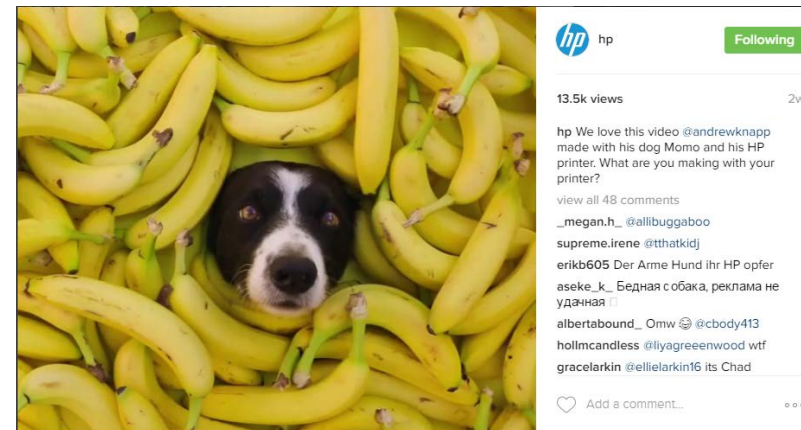 hp
hp
Following
13.5k views
2w
hp We love this video @andrewknapp
made with his dog Momo and his HP
printer. What are you making with your
printer?
view all 48 comments
_megan.h_ @allibuggaboo
supreme.irene @tthatkidj
erikb605 Der Arme Hund ihr HP opfer
aseke_k_ Бедная собака, реклама не
удачная
albertabound_ Omw 😂 @cbody413
hollmcandless @liyagreeenwood wtf
gracelarkin @ellielarkin16 its Chad
Add a comment...